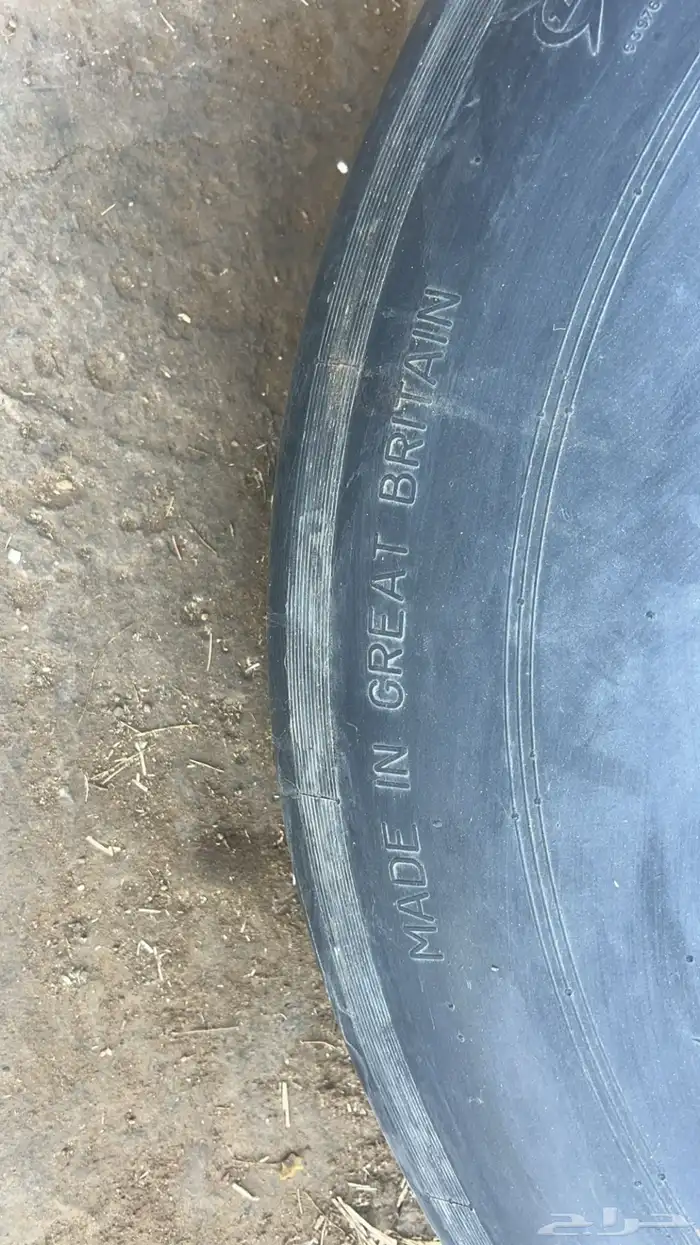 MADE IN GREAT BRITAIN
حراج